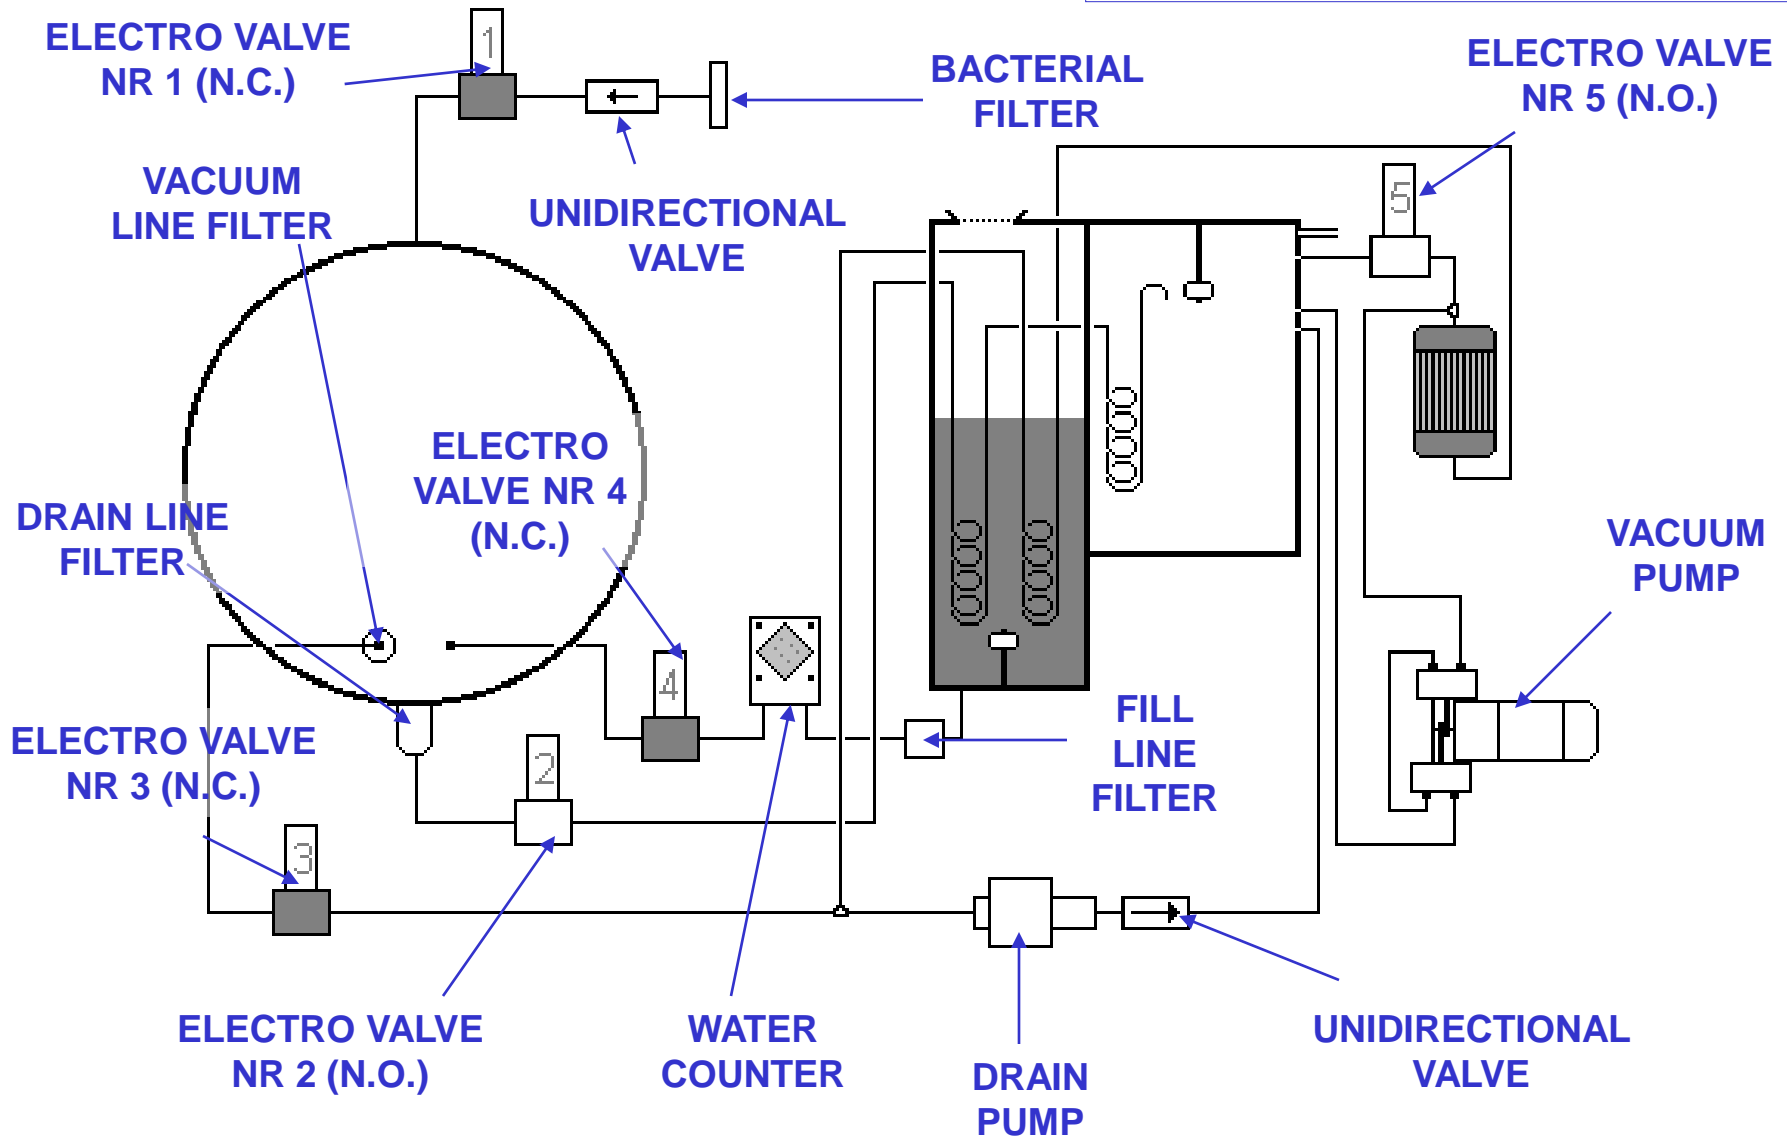 ELECTRO VALVE
NR 1 (N.C.)
1
BACTERIAL
FILTER
ELECTRO VALVE
NR 5 (N.O.)
5
VACUUM
LINE FILTER
UNIDIRECTIONAL
VALVE
ELECTRO
VALVE NR 4
(N.C.)
DRAIN LINE
FILTER
VACUUM
PUMP
4
ELECTRO VALVE
NR 3 (N.C.)
2
FILL
LINE
FILTER
3
ELECTRO VALVE
NR 2 (N.O.)
WATER
COUNTER
DRAIN
PUMP
UNIDIRECTIONAL
VALVE